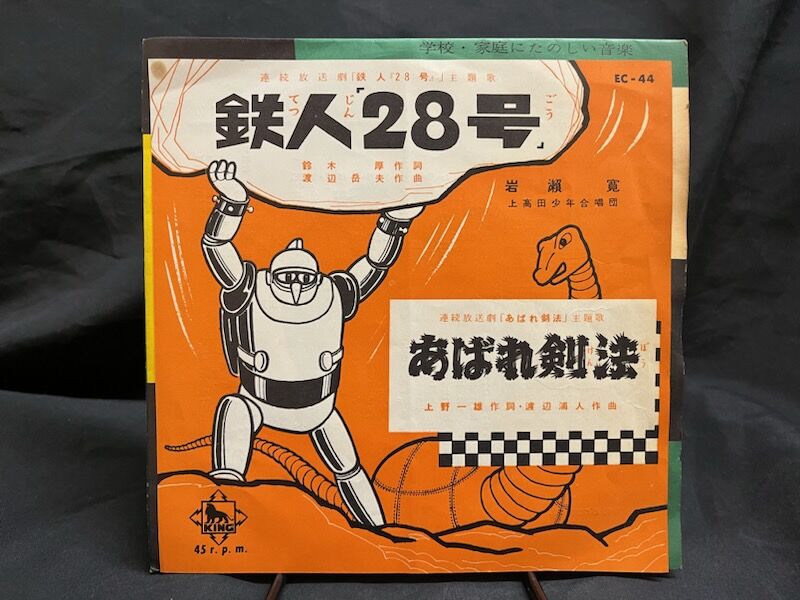 学校・家庭にたのしい音楽
EC-44
連続放送劇「鉄人『28号』」主題歌
鉄人「28号」
てつ じん ごう
鈴木 厚作詞
渡辺岳夫作曲
岩瀬 寛
上高田少年合唱団
連続放送劇「あばれ剣法」主題歌
あばれ剣法
けん ぽう
上野一雄作詞・渡辺浦人作曲
KING
45 r.p.m.